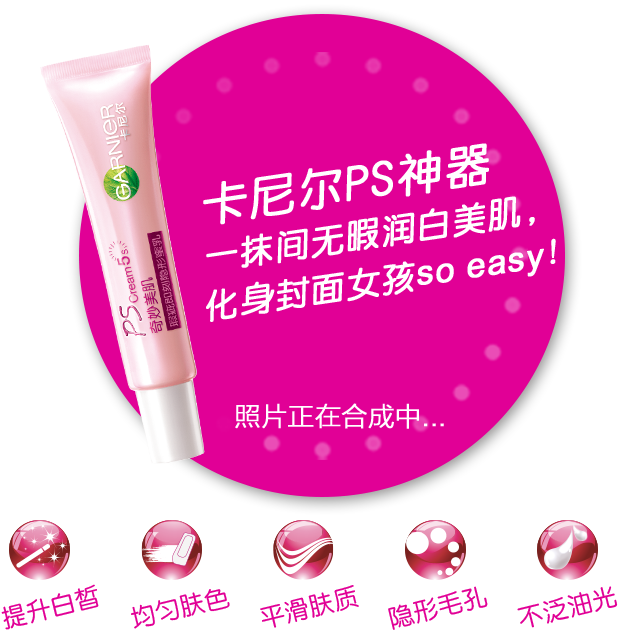 卡尼尔PS神器
一抹间无暇润白美肌，
化身封面女孩so easy！
照片正在合成中...
GARNIER
卡尼尔
PS Cream 5s
奇妙美肌
提升白皙
均匀肤色
平滑肤质
隐形毛孔
不泛油光